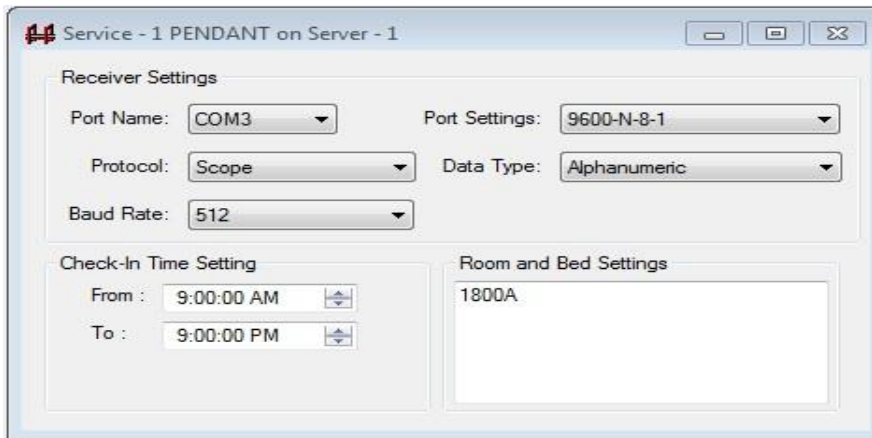 Service - 1 PENDANT on Server - 1
Receiver Settings
Port Name: COM3 Port Settings: 9600-N-8-1
Protocol: Scope Data Type: Alphanumeric
Baud Rate: 512
Check-In Time Setting Room and Bed Settings
From : 9:00:00 AM 1800A
To : 9:00:00 PM